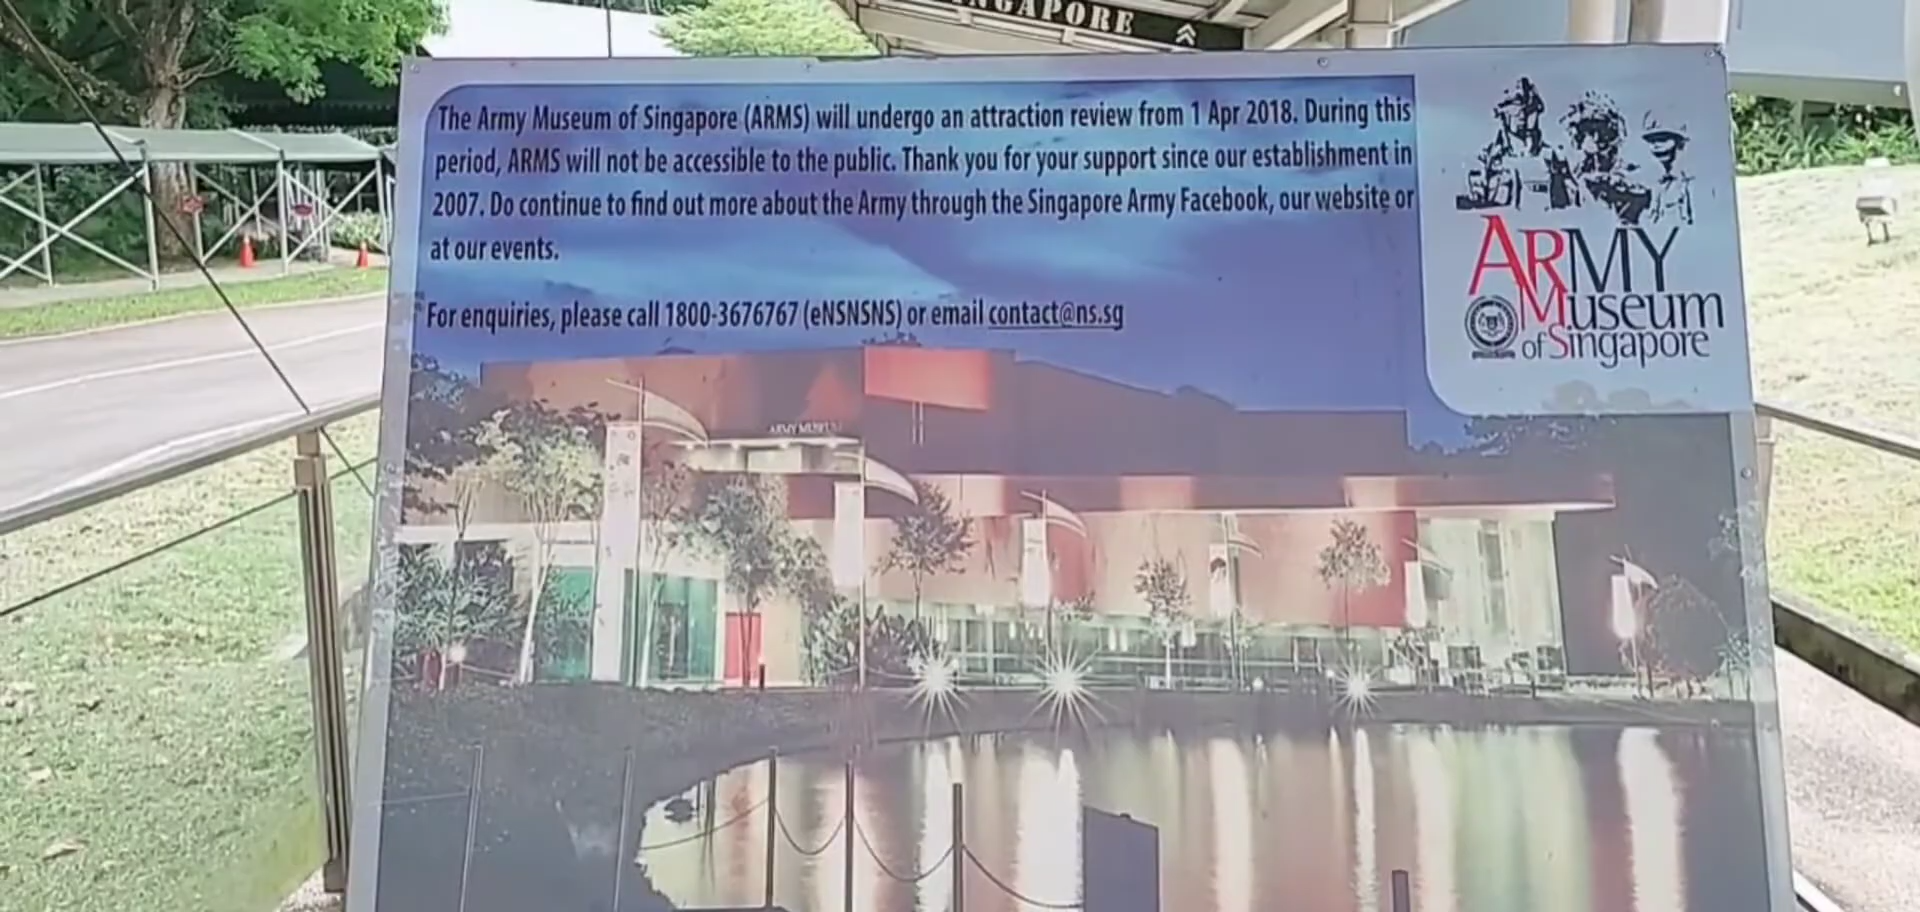 NGAPORE
The Army Museum of Singapore (ARMS) will undergo an attraction review from 1 Apr 2018. During this
period, ARMS will not be accessible to the public. Thank you for your support since our establishment in
2007. Do continue to find out more about the Army through the Singapore Army Facebook, our website or
at our events.
For enquiries, please call 1800-3676767 (eNSNSNS) or email contact@ns.sg
ARMY
Museum
of Singapore
ARMY MUSEUM